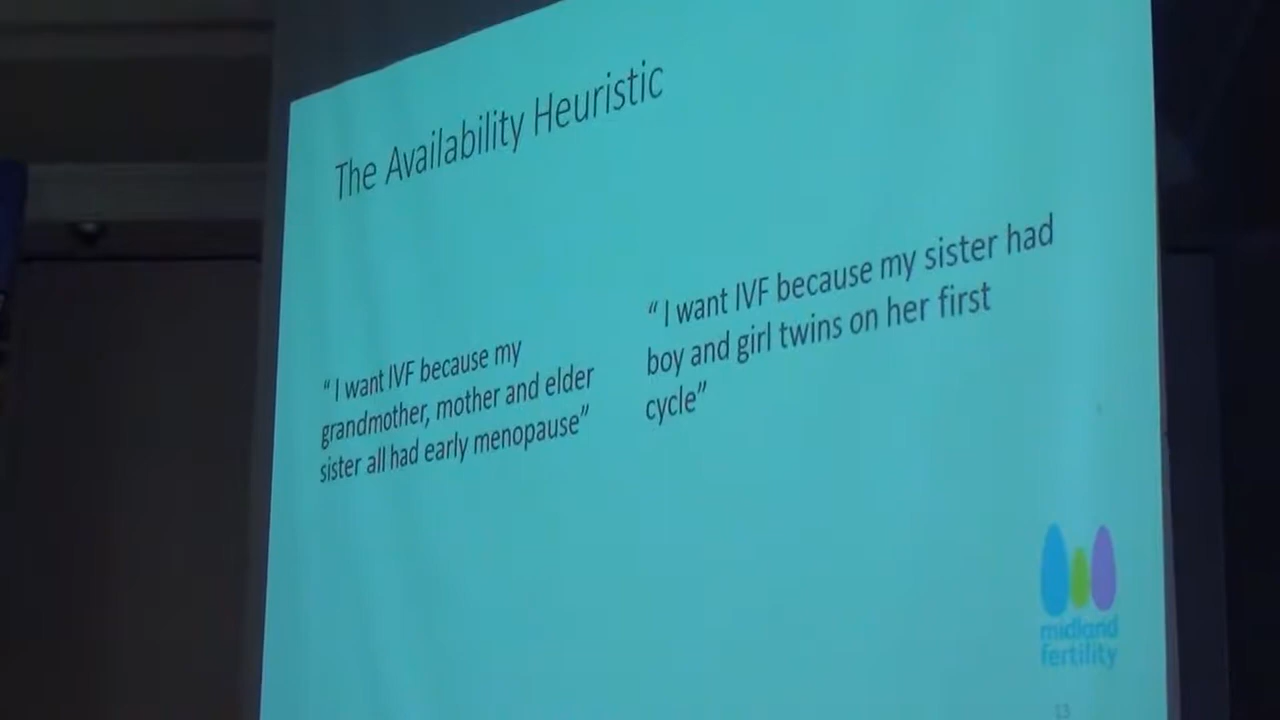 The Availability Heuristic
“ I want IVF because my
grandmother, mother and elder
sister all had early menopause”
“ I want IVF because my sister had
boy and girl twins on her first
cycle”
midland
fertility
13